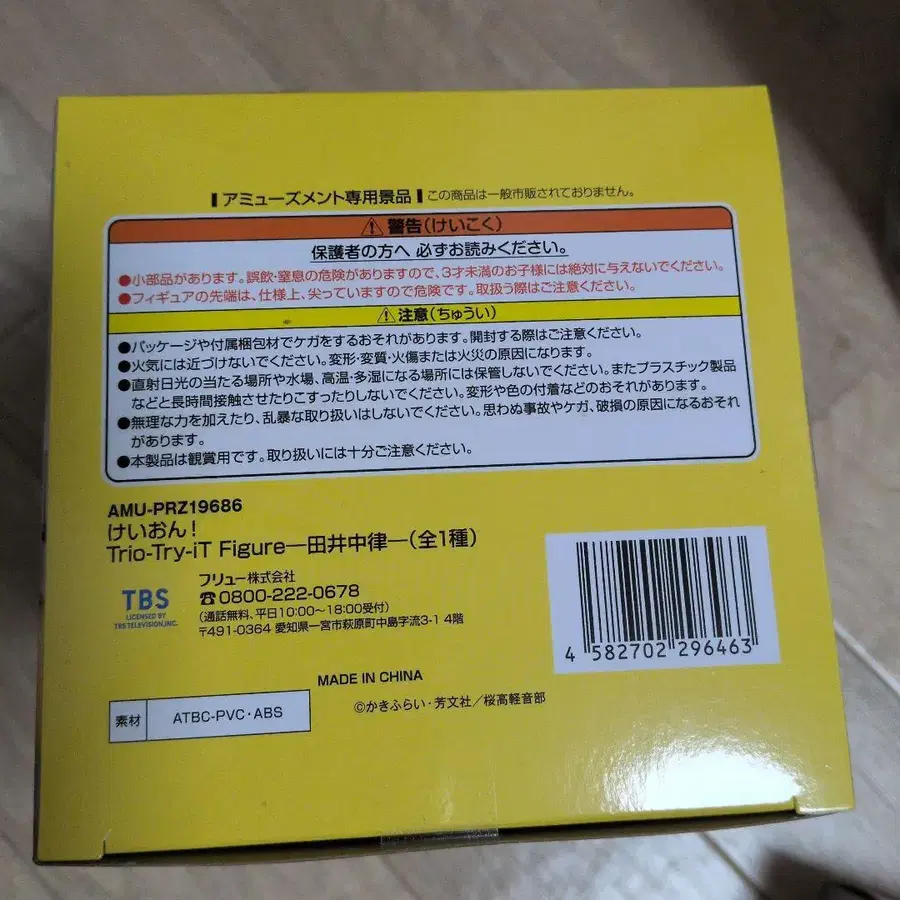 アミューズメント専用景品 この商品は一般市販されておりません。
警告(けいこく)
保護者の方へ 必ずお読みください。
●小部品があります。誤飲・窒息の危険がありますので、3才未満のお子様には絶対に与えないでください。
●フィギュアの先端は、仕様上、尖っていますので危険です。取扱う際はご注意ください。
注意(ちゅうい)
●パッケージや付属梱包材でケガをするおそれがあります。開封する際はご注意ください。
●火気には近づけないでください。変形・変質・火傷または火災の原因になります。
●直射日光の当たる場所や水場、高温・多湿になる場所には保管しないでください。またプラスチック製品
などと長時間接触させたりこすったりしないでください。変形や色の付着などのおそれがあります。
●無理な力を加えたり、乱暴な取り扱いはしないでください。思わぬ事故やケガ、破損の原因になるおそれ
があります。
●本製品は観賞用です。取り扱いには十分ご注意ください。
AMU-PRZ19686
けいおん!
Trio-Try-iT Figure―田井中律―(全1種)
TBS
LICENSED BY
TBS TELEVISION,INC.
フリュー株式会社
☎0800-222-0678
(通話無料、平日10:00～18:00受付)
〒491-0364 愛知県一宮市萩原町中島字流3-1 4階
4 582702 296463
MADE IN CHINA
©かきふらい・芳文社/桜高軽音部
素材 ATBC-PVC・ABS